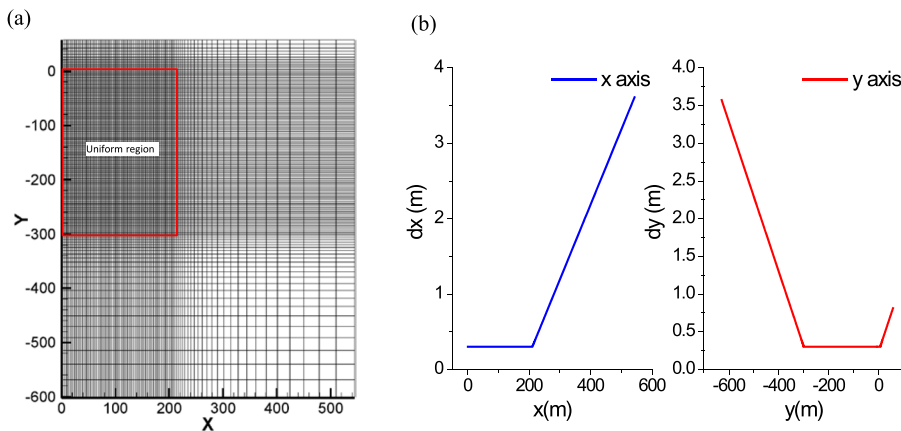 (a)
0
-100
-200
-300
-400
-500
-600
Y
Uniform region
0 100 200 300 400 500
X
(b)
x axis
4
3
2
1
0
dx (m)
0 200 400 600
x(m)
y axis
4.0
3.5
3.0
2.5
2.0
1.5
1.0
0.5
0.0
dy (m)
-600 -400 -200 0
y(m)